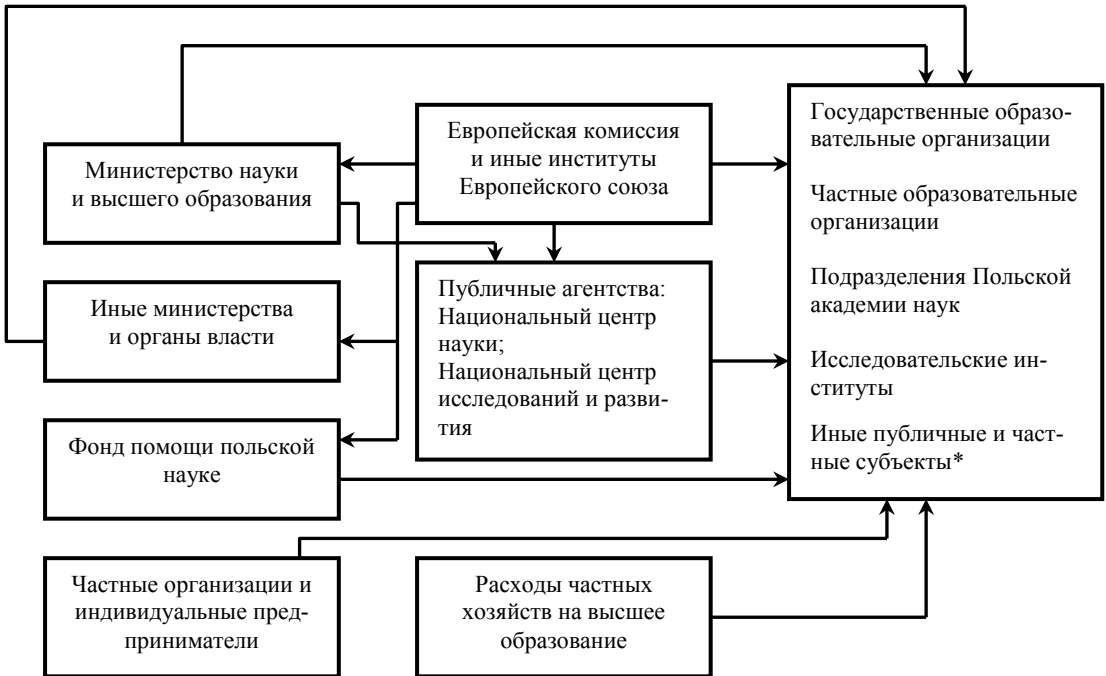 Министерство науки
и высшего образования
Иные министерства
и органы власти
Фонд помощи польской
науке
Частные организации и
индивидуальные пред-
приниматели
Европейская комиссия
и иные институты
Европейского союза
Публичные агентства:
Национальный центр
науки;
Национальный центр
исследований и разви-
тия
Расходы частных
хозяйств на высшее
образование
Государственные образо-
вательные организации
Частные образовательные
организации
Подразделения Польской
академии наук
Исследовательские ин-
ституты
Иные публичные и част-
ные субъекты*